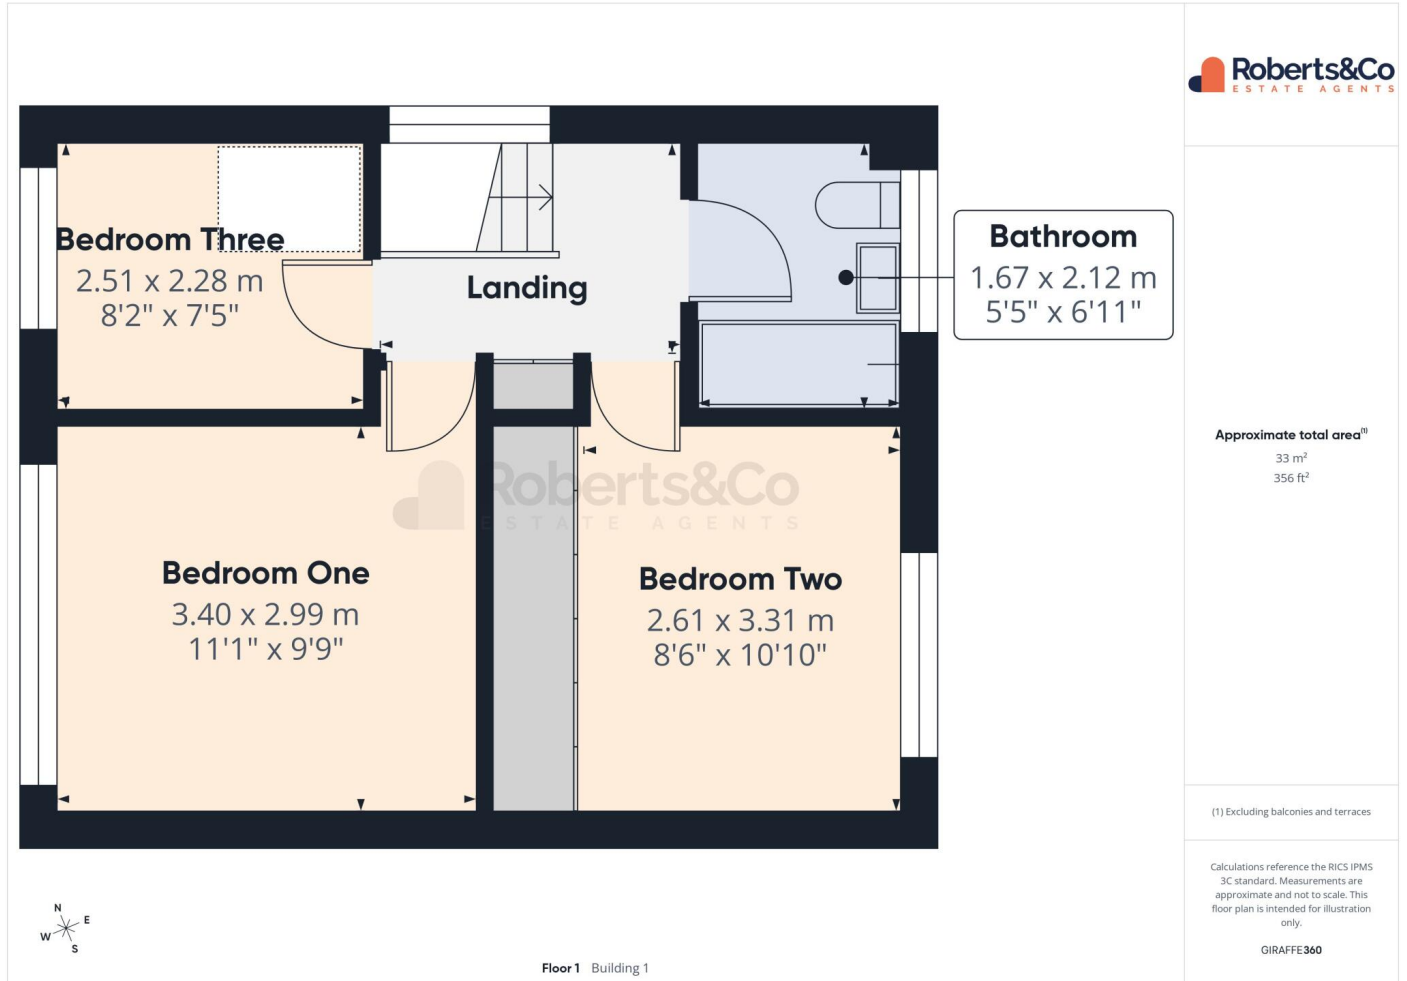 Roberts&Co
ESTATE AGENTS
Bedroom Three
2.51 x 2.28 m
8'2" x 7'5"
Landing
Bathroom
1.67 x 2.12 m
5'5" x 6'11"
Roberts&Co
ESTATE AGENTS
Bedroom One
3.40 x 2.99 m
11'1" x 9'9"
Bedroom Two
2.61 x 3.31 m
8'6" x 10'10"
Approximate total area(1)
33 m²
356 ft²
(1) Excluding balconies and terraces
Calculations reference the RICS IPMS
3C standard. Measurements are
approximate and not to scale. This
floor plan is intended for illustration
only.
GIRAFFE360
N
E
W
S
Floor 1 Building 1